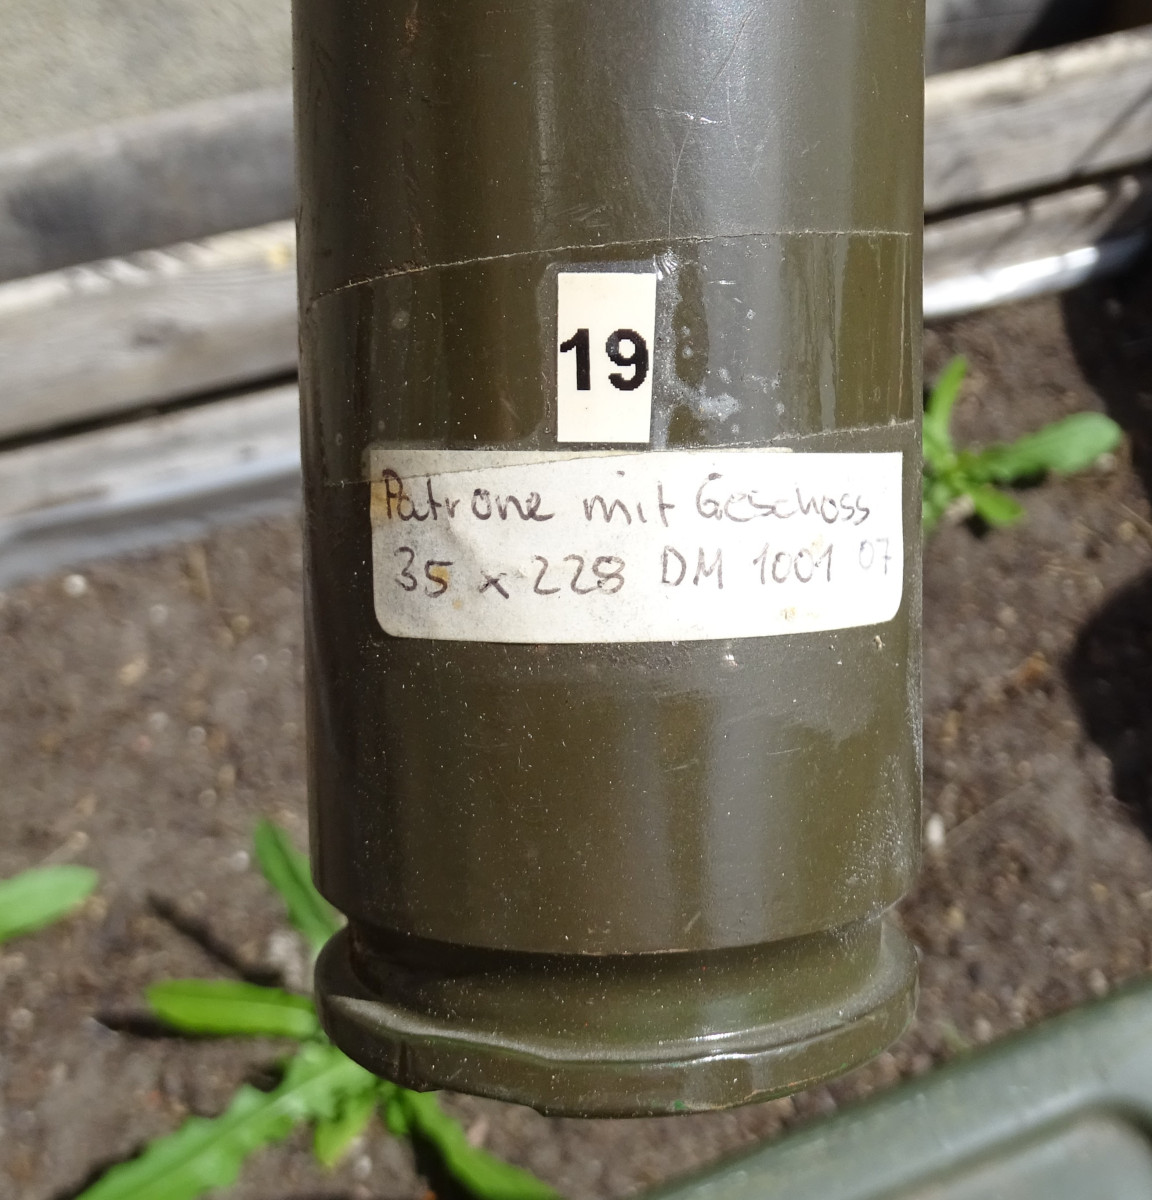 19
Patrone mit Geschoss
35 x 228 DM 1001 07